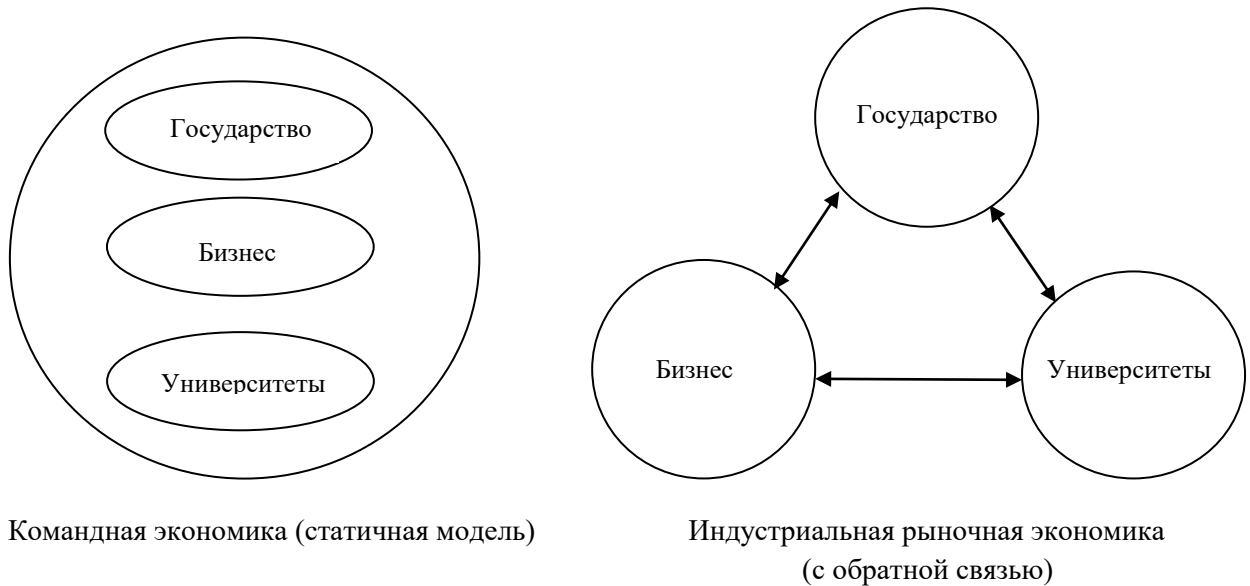 Государство
Бизнес
Университеты
Командная экономика (статичная модель)
Государство
Бизнес
Университеты
Индустриальная рыночная экономика
(с обратной связью)